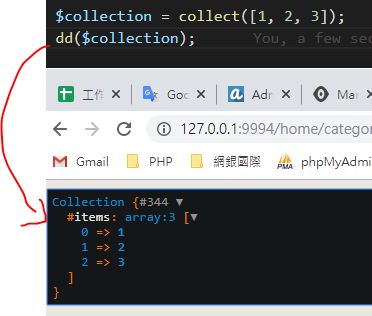 $collection = collect([1, 2, 3]);
dd($collection); You, a few sec
工作 Goo Adr Mar
127.0.0.1:9994/home/catego
Gmail PHP 網銀國際 phpMyAdmi
Collection {#344 ▼
#items: array:3 [▼
0 => 1
1 => 2
2 => 3
]
}